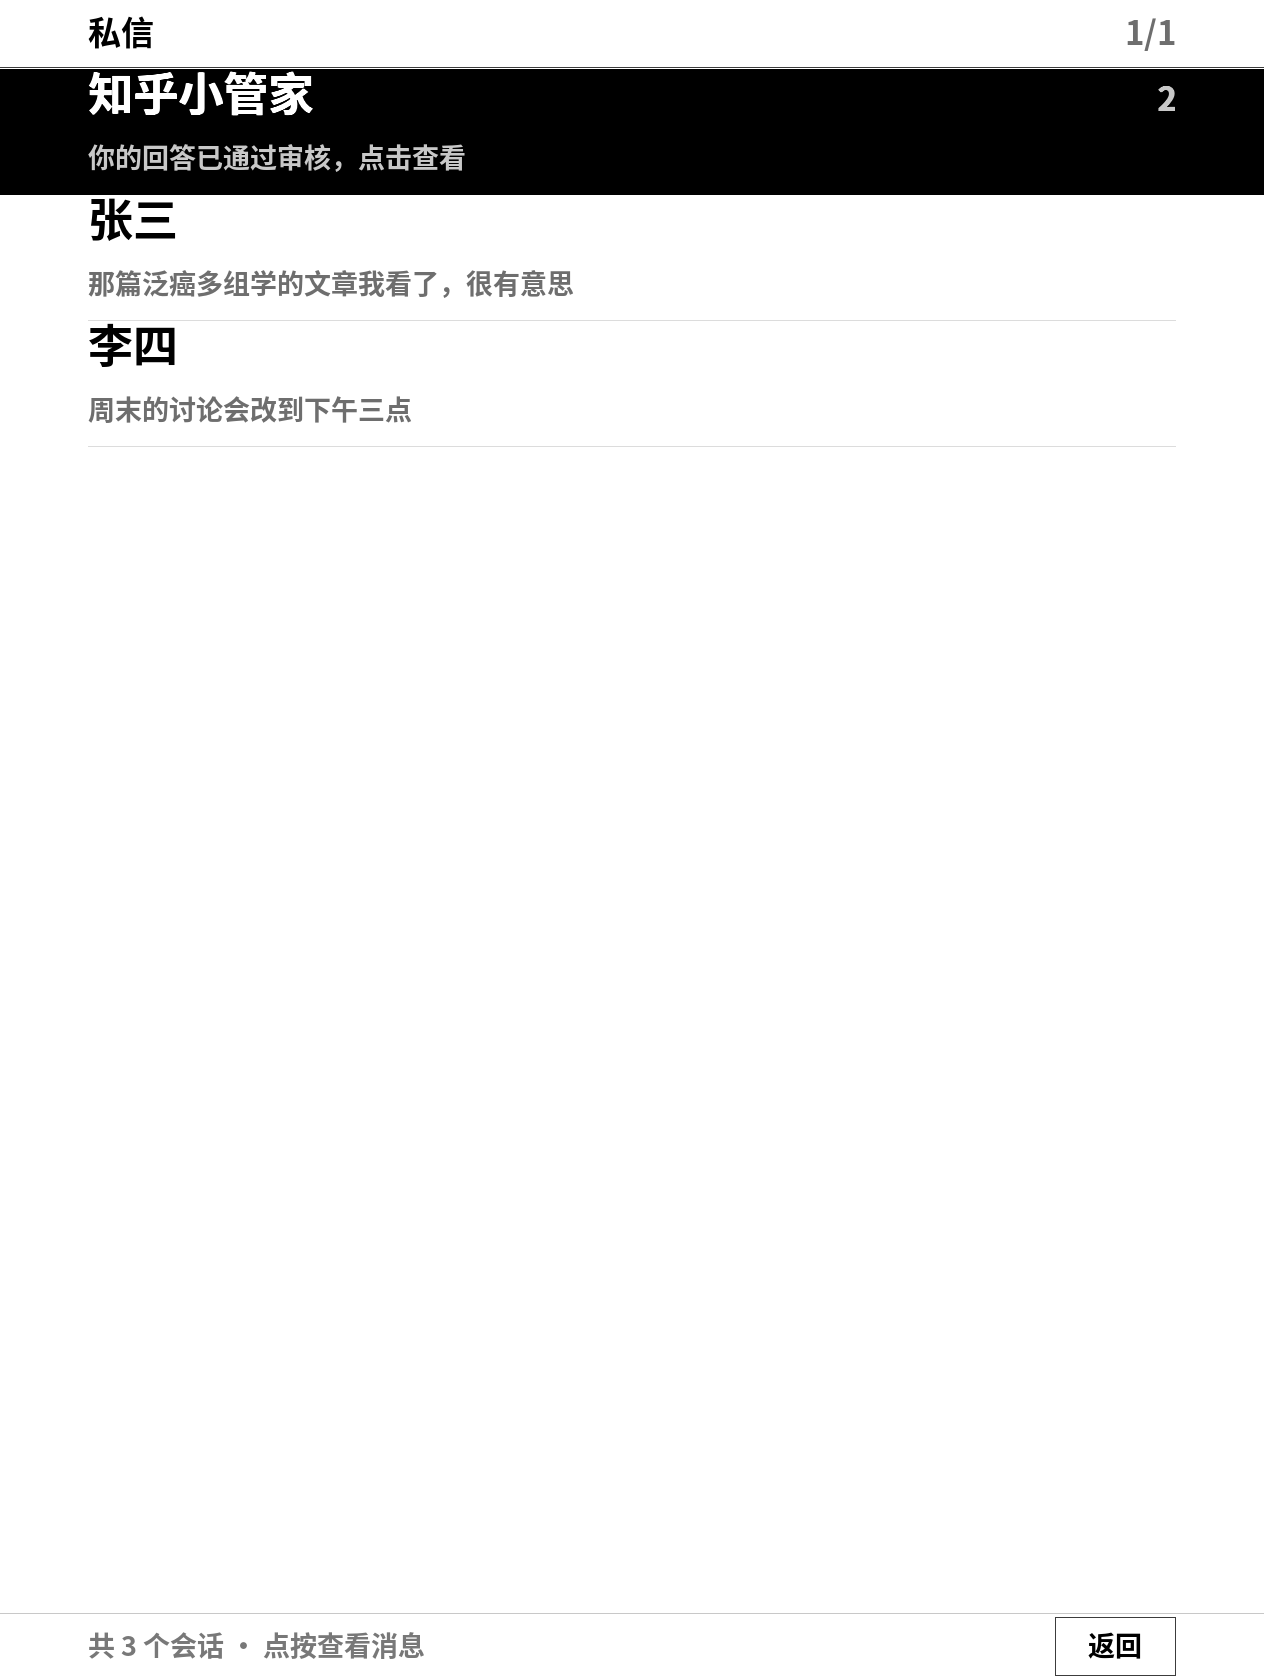 私信 1/1
知乎小管家 2
你的回答已通过审核，点击查看
张三
那篇泛癌多组学的文章我看了，很有意思
李四
周末的讨论会改到下午三点
共 3 个会话 · 点按查看消息 返回